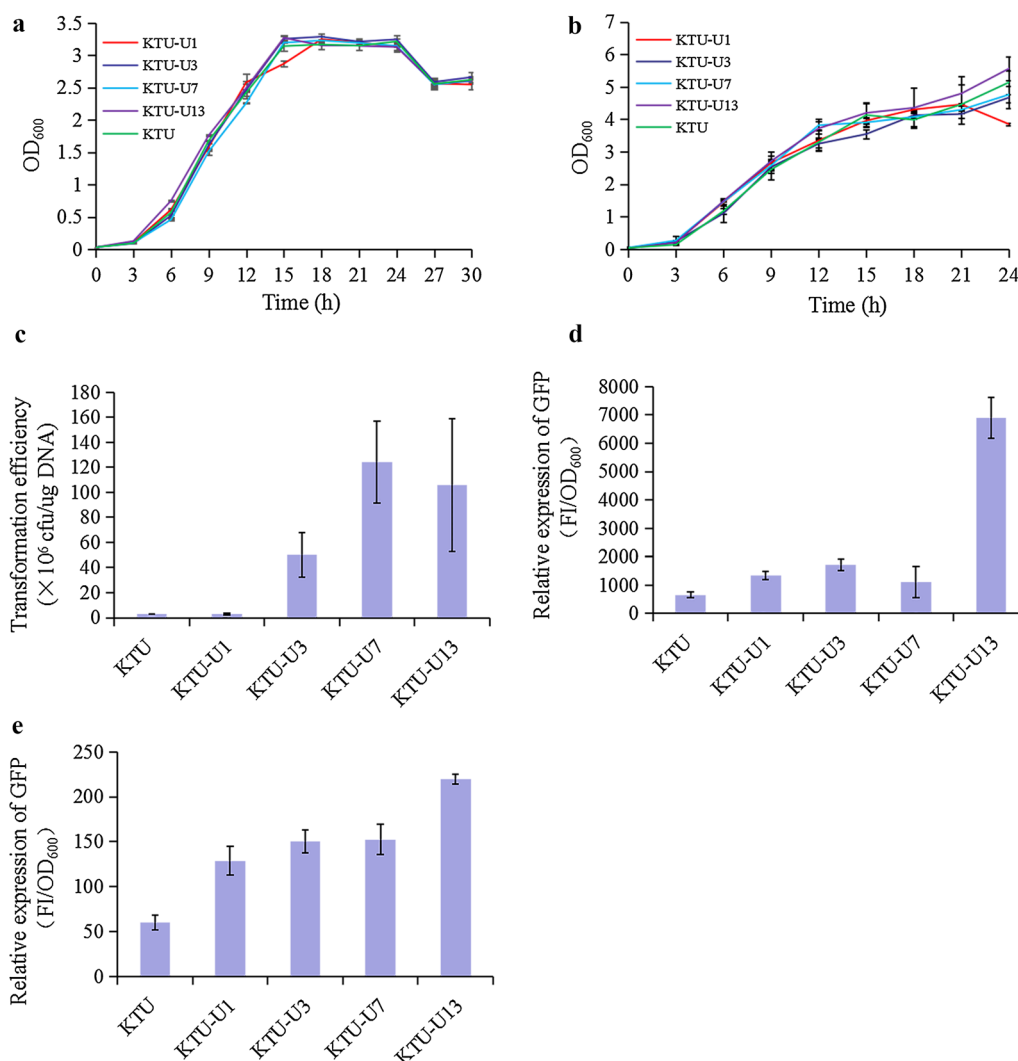 a
3.5
3
2.5
2
1.5
1
0.5
0
OD600
KTU-U1
KTU-U3
KTU-U7
KTU-U13
KTU
0 3 6 9 12 15 18 21 24 27 30
Time (h)
b
7
6
5
4
3
2
1
0
OD600
KTU-U1
KTU-U3
KTU-U7
KTU-U13
KTU
0 3 6 9 12 15 18 21 24
Time (h)
c
Transformation efficiency
(×10⁶ cfu/ug DNA)
180
160
140
120
100
80
60
40
20
0
KTU KTU-U1 KTU-U3 KTU-U7 KTU-U13
d
Relative expression of GFP
(FI/OD600)
8000
7000
6000
5000
4000
3000
2000
1000
0
KTU KTU-U1 KTU-U3 KTU-U7 KTU-U13
e
Relative expression of GFP
(FI/OD600)
250
200
150
100
50
0
KTU KTU-U1 KTU-U3 KTU-U7 KTU-U13